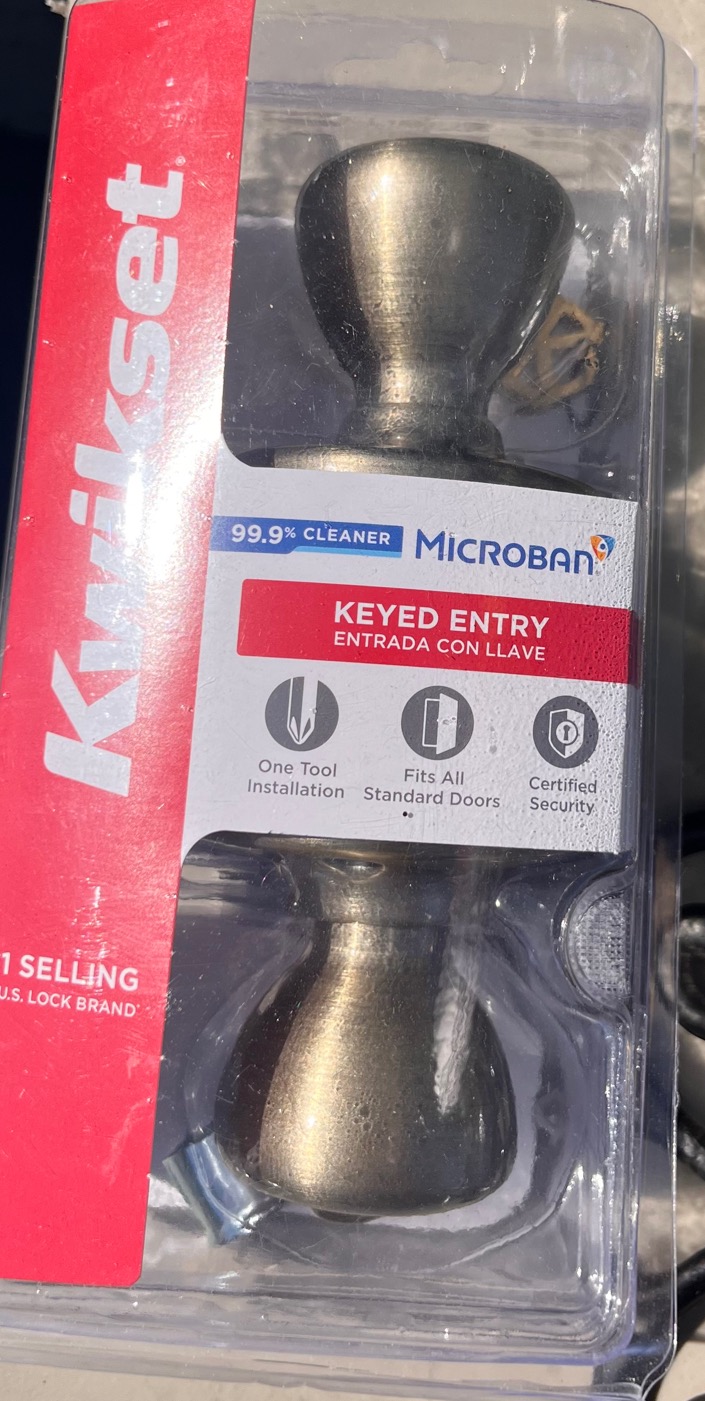 Kwikset
99.9% CLEANER
MICROBAN
KEYED ENTRY
ENTRADA CON LLAVE
One Tool
Installation
Fits All
Standard Doors
Certified
Security
1 SELLING
U.S. LOCK BRAND